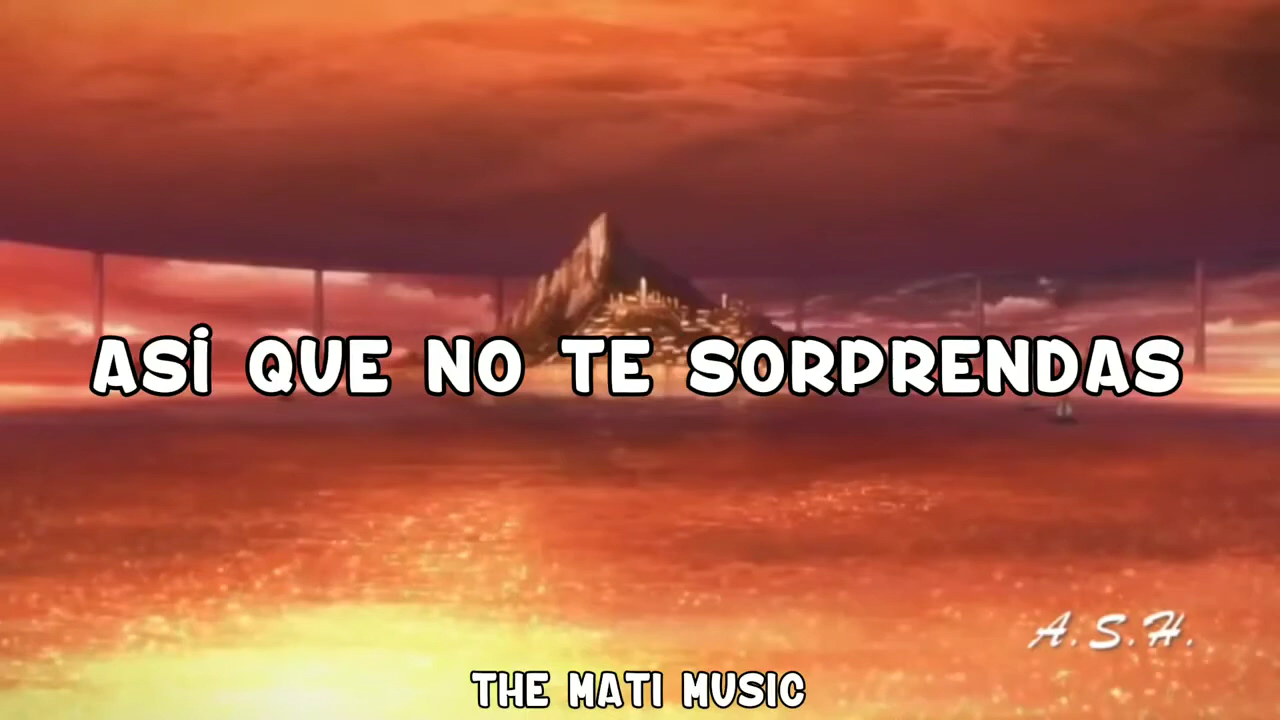 ASÍ QUE NO TE SORPRENDAS
A.S.H.
THE MATI MUSIC